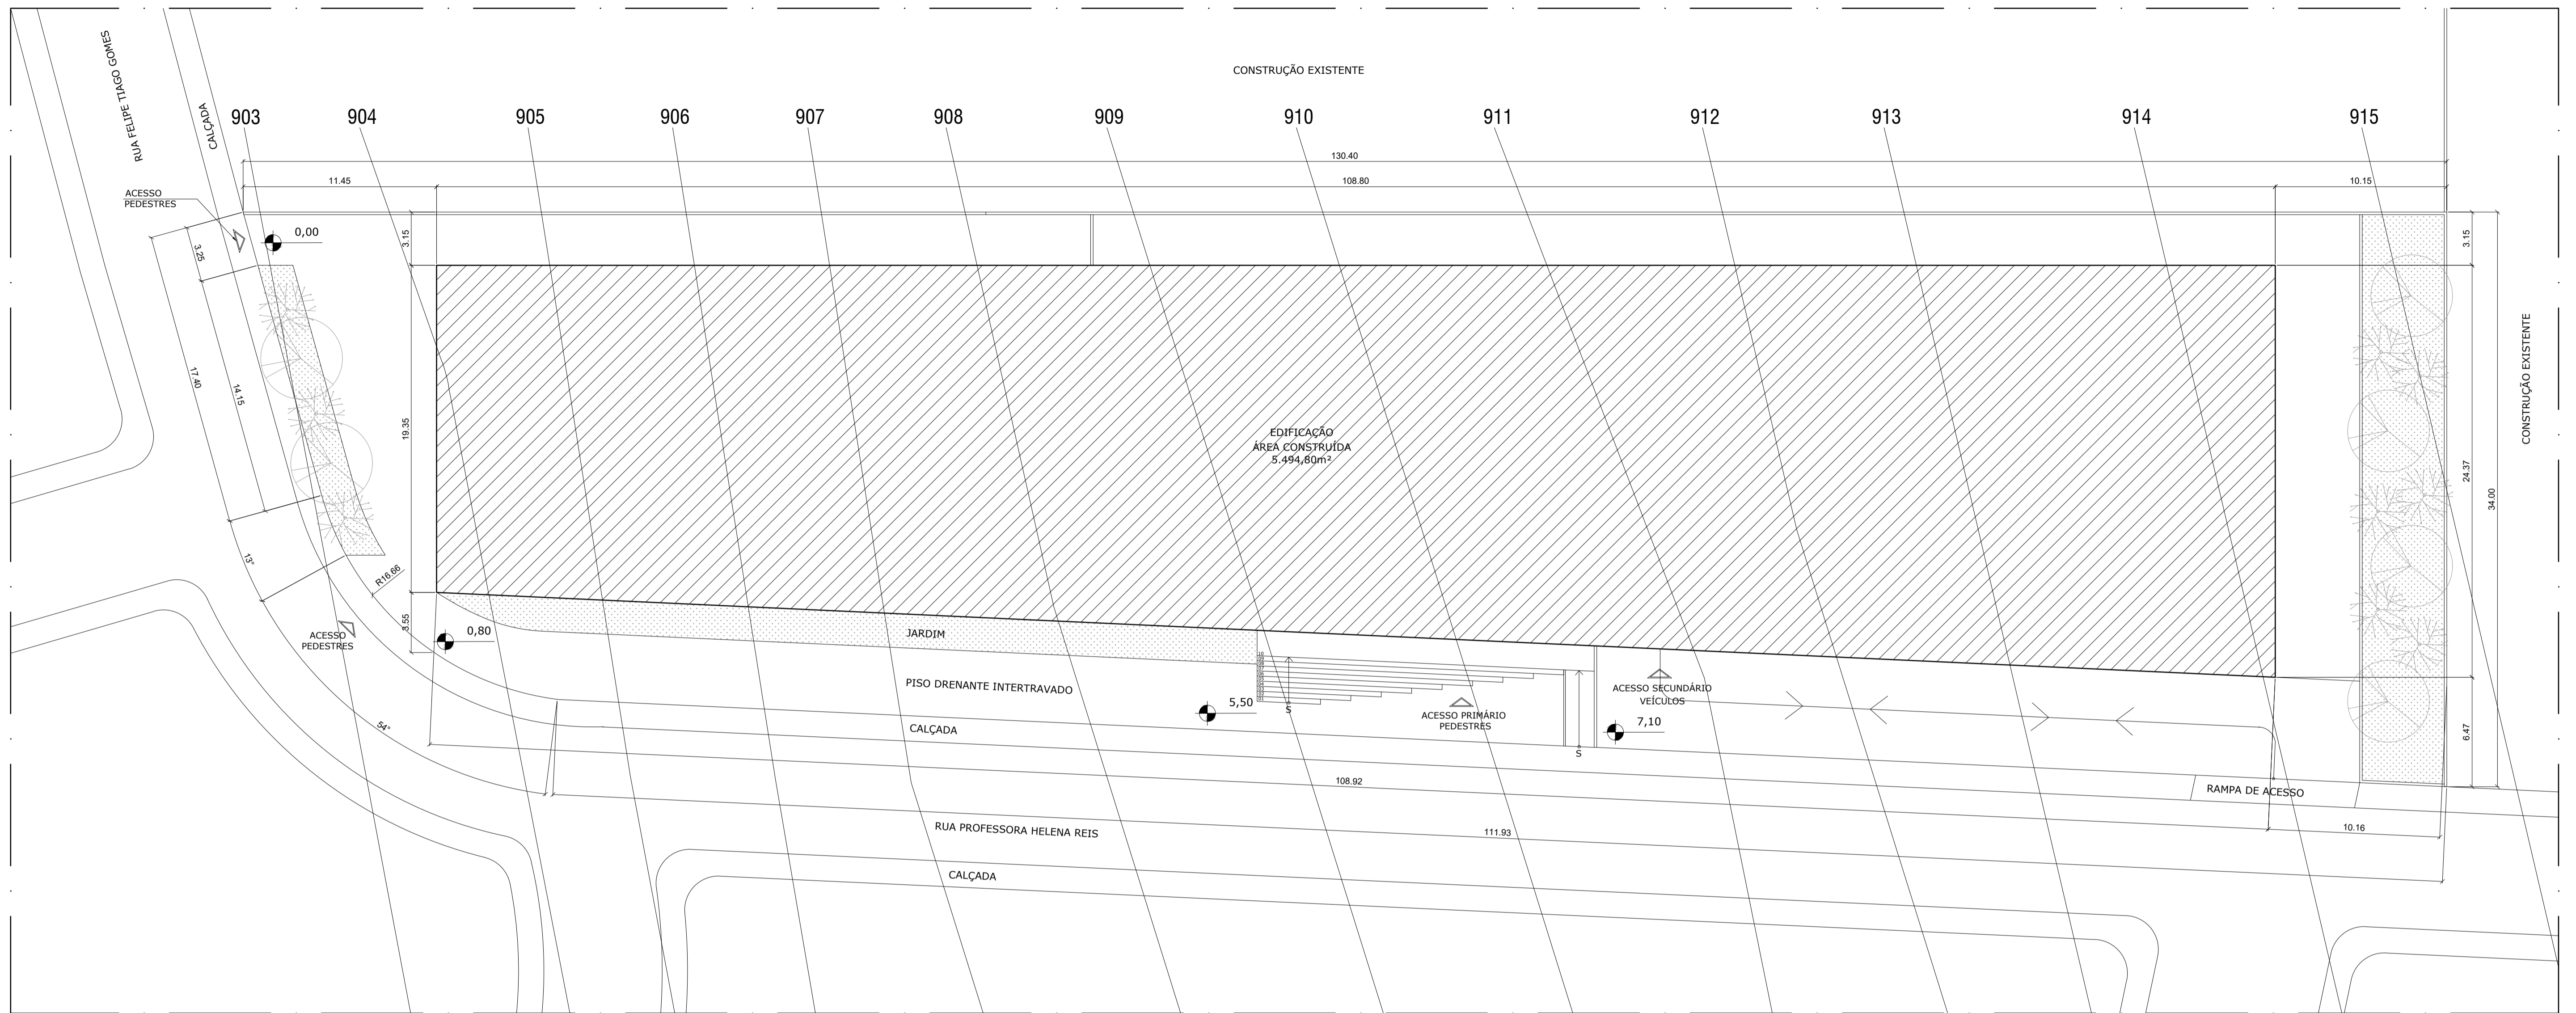 CONSTRUÇÃO EXISTENTE
RUA FELIPE TIAGO GOMES
CALÇADA
903
904
905
906
907
908
909
910
911
912
913
914
915
130.40
11.45
108.80
10.15
ACESSO
PEDESTRES
0,00
3.15
3.15
3.25
17.40
14.15
19.35
EDIFICAÇÃO
ÁREA CONSTRUÍDA
5.494,80m²
24.37
34.00
CONSTRUÇÃO EXISTENTE
13°
R16.66
ACESSO
PEDESTRES
3.55
0,80
JARDIM
PISO DRENANTE INTERTRAVADO
5,50
S
ACESSO PRIMÁRIO
PEDESTRES
S
ACESSO SECUNDÁRIO
VEÍCULOS
7,10
6.47
54°
CALÇADA
108.92
RAMPA DE ACESSO
RUA PROFESSORA HELENA REIS
111.93
10.16
CALÇADA